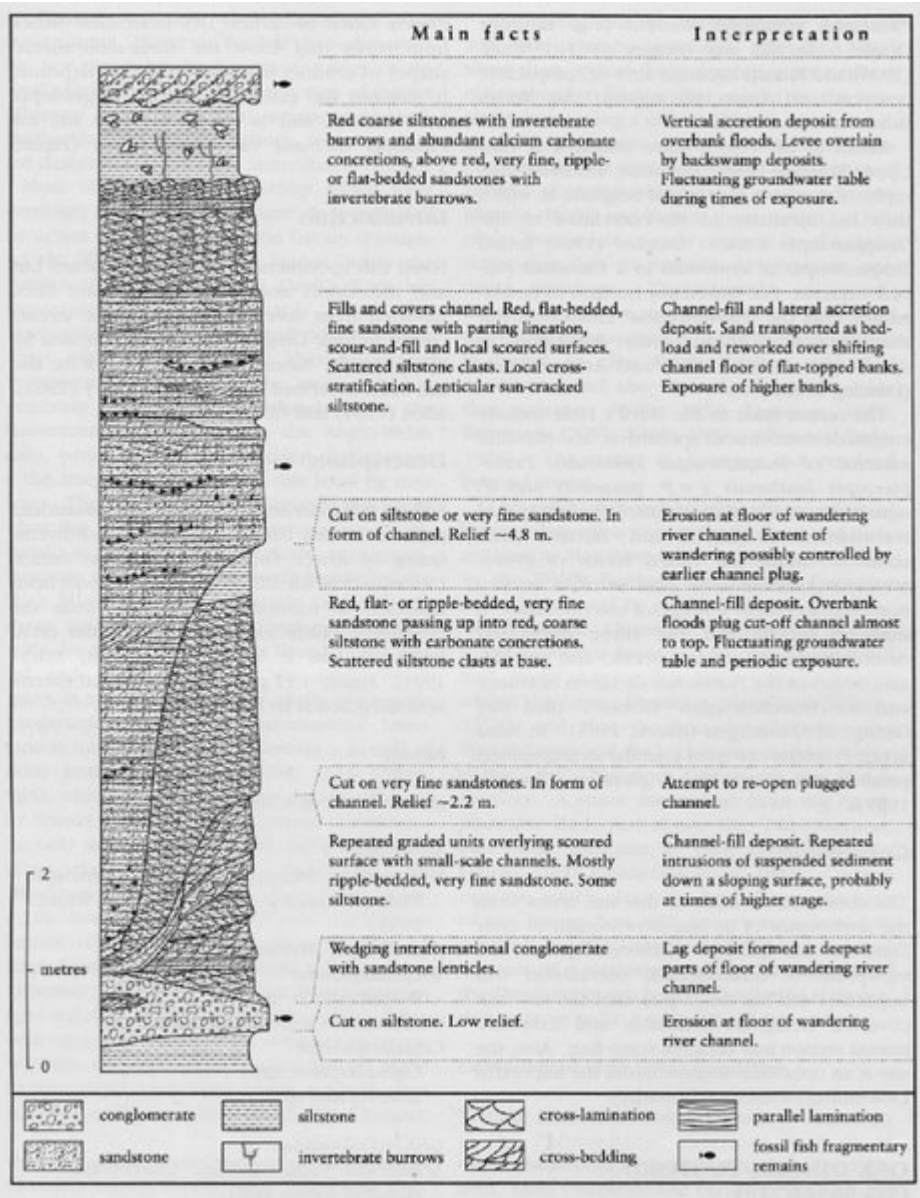 Main facts
Interpretation
Red coarse siltstones with invertebrate
burrows and abundant calcium carbonate
concretions, above red, very fine, ripple-
or flat-bedded sandstones with
invertebrate burrows.
Vertical accretion deposit from
overbank floods. Levee overlain
by backswamp deposits.
Fluctuating groundwater table
during times of exposure.
Fills and covers channel. Red, flat-bedded,
fine sandstone with parting lineation,
scour-and-fill and local scoured surfaces.
Scattered siltstone clasts. Local cross-
stratification. Lenticular sun-cracked
siltstone.
Channel-fill and lateral accretion
deposit. Sand transported as bed-
load and reworked over shifting
channel floor of flat-topped banks.
Exposure of higher banks.
Cut on siltstone or very fine sandstone. In
form of channel. Relief ~4.8 m.
Erosion at floor of wandering
river channel. Extent of
wandering possibly controlled by
earlier channel plug.
Red, flat- or ripple-bedded, very fine
sandstone passing up into red, coarse
siltstone with carbonate concretions.
Scattered siltstone clasts at base.
Channel-fill deposit. Overbank
floods plug cut-off channel almost
to top. Fluctuating groundwater
table and periodic exposure.
Cut on very fine sandstones. In form of
channel. Relief ~2.2 m.
Attempt to re-open plugged
channel.
Repeated graded units overlying scoured
surface with small-scale channels. Mostly
ripple-bedded, very fine sandstone. Some
siltstone.
Channel-fill deposit. Repeated
intrusions of suspended sediment
down a sloping surface, probably
at times of higher stage.
Wedging intraformational conglomerate
with sandstone lenticles.
Lag deposit formed at deepest
parts of floor of wandering river
channel.
Cut on siltstone. Low relief.
Erosion at floor of wandering
river channel.
2
metres
0
conglomerate
siltstone
cross-lamination
parallel lamination
sandstone
invertebrate burrows
cross-bedding
fossil fish fragmentary
remains